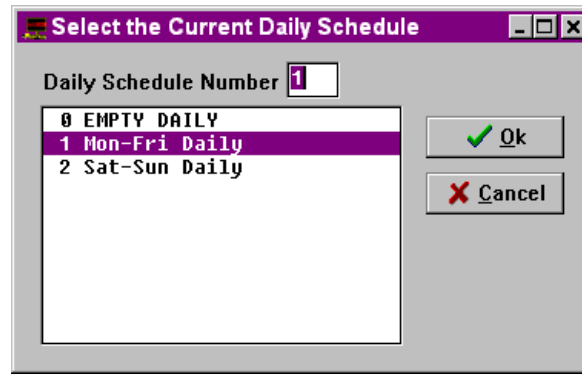 Select the Current Daily Schedule
Daily Schedule Number 1
0 EMPTY DAILY
1 Mon-Fri Daily
2 Sat-Sun Daily
Ok
Cancel